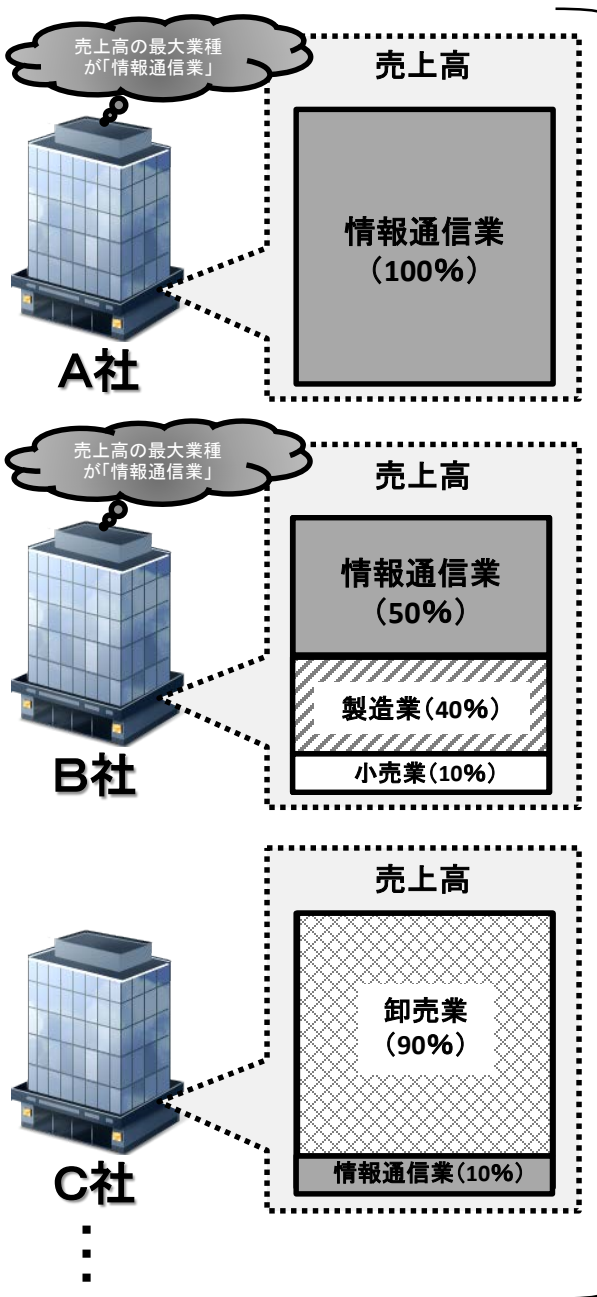 売上高の最大業種
が「情報通信業」
売上高
情報通信業
（100%）
A社
売上高の最大業種
が「情報通信業」
売上高
情報通信業
（50%）
製造業（40%）
小売業（10%）
B社
売上高
卸売業
（90%）
情報通信業（10%）
C社